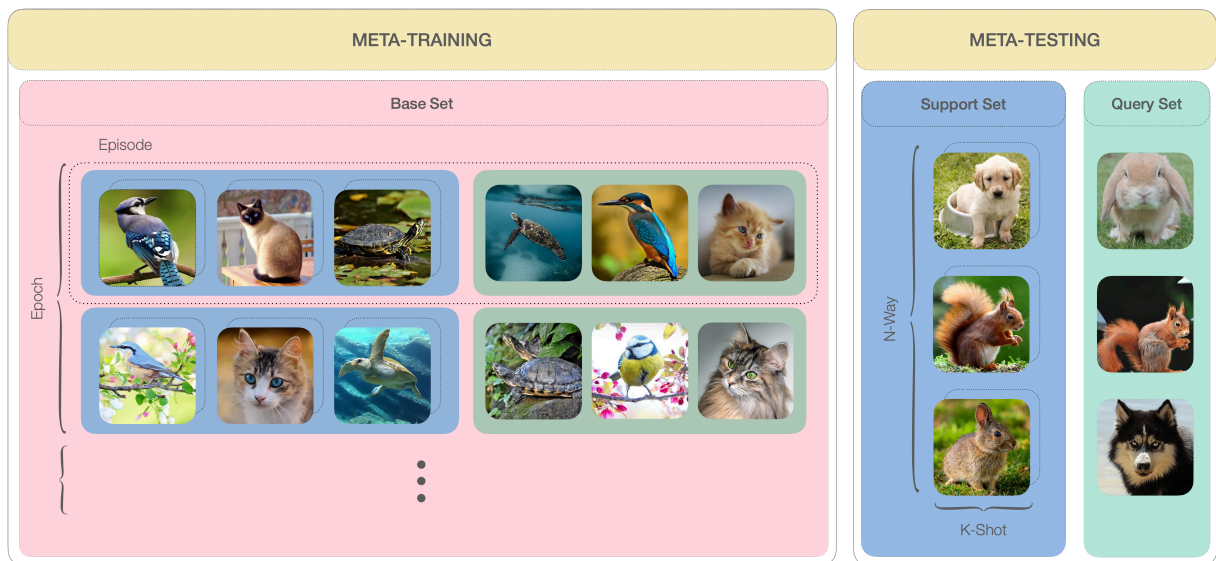 META-TRAINING
META-TESTING
Base Set
Support Set
Query Set
Episode
Epoch
N-Way
K-Shot